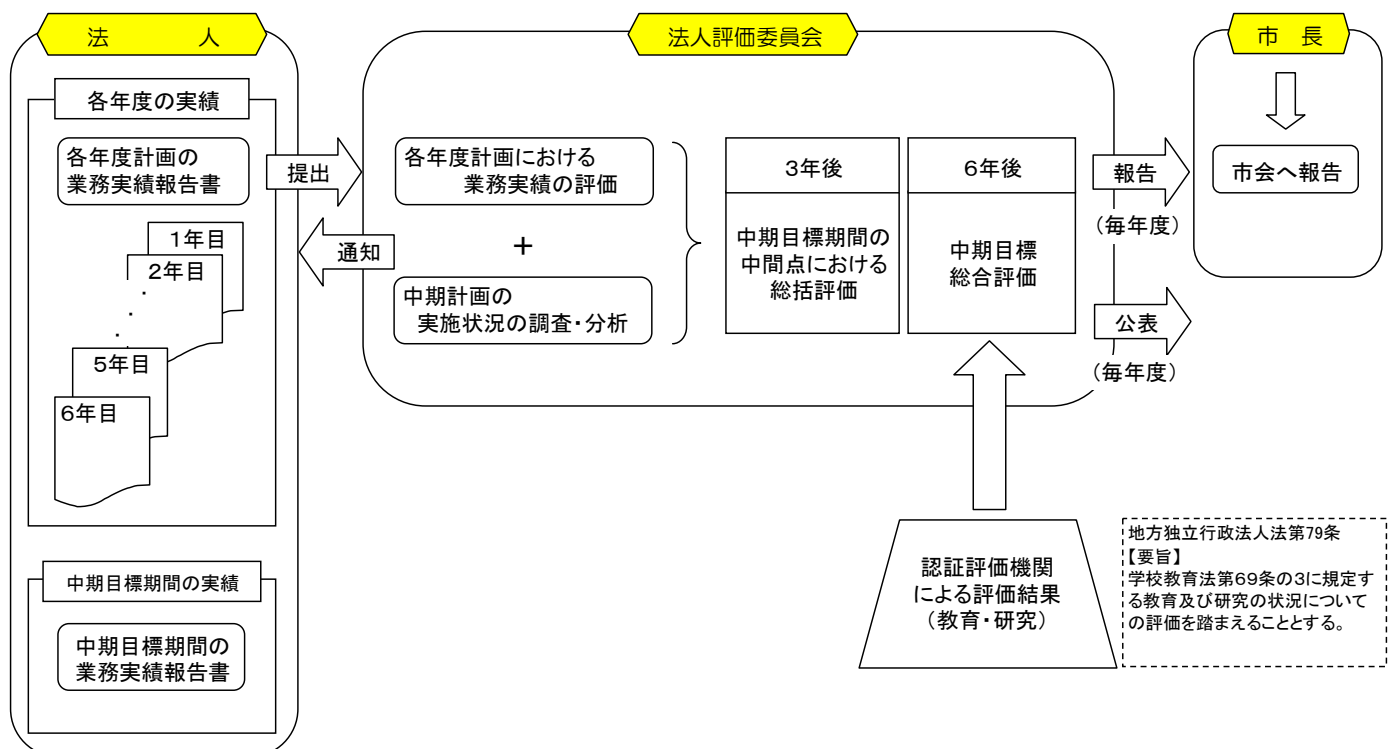 法　　　人
各年度の実績
各年度計画の
業務実績報告書
1年目
2年目
・
・
・
5年目
6年目
中期目標期間の実績
中期目標期間の
業務実績報告書
提出
通知
法人評価委員会
各年度計画における
業務実績の評価
+
中期計画の
実施状況の調査・分析
3年後
中期目標期間の
中間点における
総括評価
6年後
中期目標
総合評価
認証評価機関
による評価結果
（教育・研究）
報告
（毎年度）
公表
（毎年度）
市　長
市会へ報告
地方独立行政法人法第79条
【要旨】
学校教育法第69条の3に規定す
る教育及び研究の状況について
の評価を踏まえることとする。